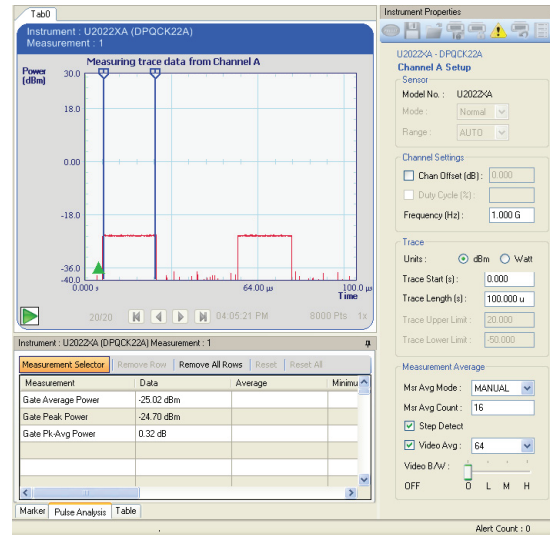 Tab0
Instrument : U2022XA (DPQCK22A)
Measurement : 1
Measuring trace data from Channel A
Power
(dBm)
30.0
18.0
0.00
-18.0
-36.0
-40.0
0.000 s
64.00 µs
100.0 µs
Time
20/20
04:05:21 PM
8000 Pts
1x
Instrument : U2022XA (DPQCK22A) Measurement : 1
Measurement Selector
Remove Row
Remove All Rows
Reset
Reset All
Measurement
Data
Average
Minimu
Gate Average Power
-25.02 dBm
Gate Peak Power
-24.70 dBm
Gate Pk-Avg Power
0.32 dB
Marker
Pulse Analysis
Table
Instrument Properties
U2022XA - DPQCK22A
Channel A Setup
Sensor
Model No. : U2022XA
Mode : Normal
Range : AUTO
Channel Settings
Chan Offset (dB) : 0.000
Duty Cycle (%) :
Frequency (Hz) : 1.000 G
Trace
Units : dBm Watt
Trace Start (s) : 0.000
Trace Length (s) : 100.000 u
Trace Upper Limit : 20.000
Trace Lower Limit : -50.000
Measurement Average
Msr Avg Mode : MANUAL
Msr Avg Count : 16
Step Detect
Video Avg : 64
Video B/W :
OFF O L M H
Alert Count : 0